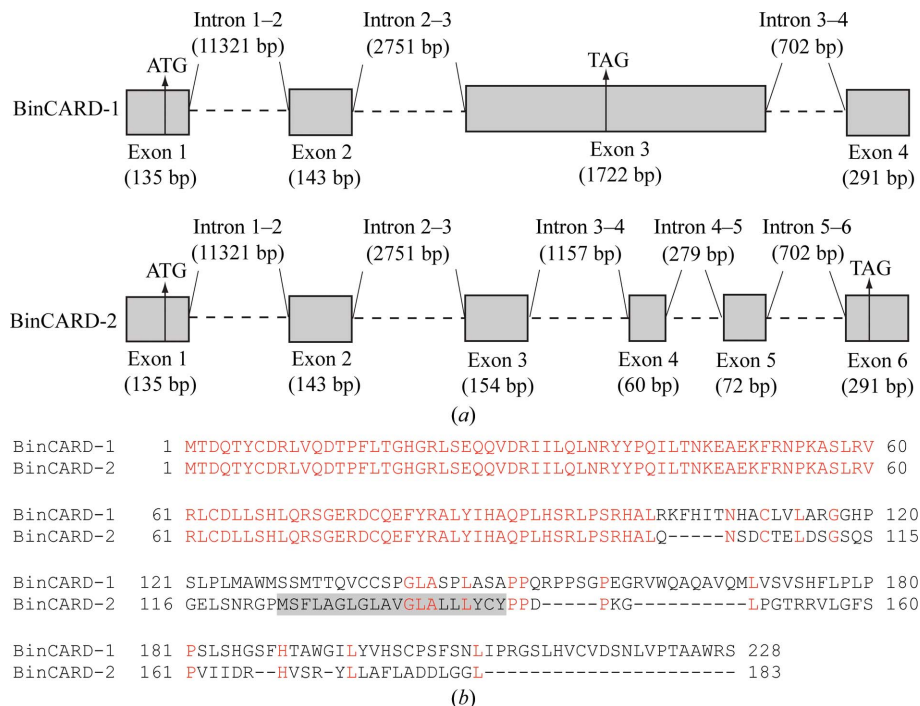 Intron 1–2 Intron 2–3 Intron 3–4
(11321 bp) (2751 bp) (702 bp)
ATG TAG
BinCARD-1
Exon 1 Exon 2 Exon 3 Exon 4
(135 bp) (143 bp) (1722 bp) (291 bp)
Intron 1–2 Intron 2–3 Intron 3–4 Intron 4–5 Intron 5–6
(11321 bp) (2751 bp) (1157 bp) (279 bp) (702 bp)
ATG TAG
BinCARD-2
Exon 1 Exon 2 Exon 3 Exon 4 Exon 5 Exon 6
(135 bp) (143 bp) (154 bp) (60 bp) (72 bp) (291 bp)
(a)
BinCARD-1 1 MTDQTYCDRLVQDTPFLTGHGRLSEQQVDRIILQLNRYYPQILTNKEAEKFRNPKASLRV 60
BinCARD-2 1 MTDQTYCDRLVQDTPFLTGHGRLSEQQVDRIILQLNRYYPQILTNKEAEKFRNPKASLRV 60
BinCARD-1 61 RLCDLLSHLQRSGERDCQEFYRALYIHAQPLHSRLPSRHALRKFHITNHACLVLARGGHP 120
BinCARD-2 61 RLCDLLSHLQRSGERDCQEFYRALYIHAQPLHSRLPSRHALQ-----NSDCTELDSGSQS 115
BinCARD-1 121 SLPLMAWMSSMTTQVCCSPGLASPLASAPPQRPPSGPEGRVWQAQAVQMLVSVSHFLPLP 180
BinCARD-2 116 GELSNRGPMSFLAGLGLAVGLALLLYCYPPD-----PKG---------LPGTRRVLGFS 160
BinCARD-1 181 PSLSHGSFHTAWGILYVHSCPSFSNLIPRGSLHVCVDSNLVPTAAWRS 228
BinCARD-2 161 PVIIDR--HVSR-YLLAFLADDLGGL---------------------- 183
(b)